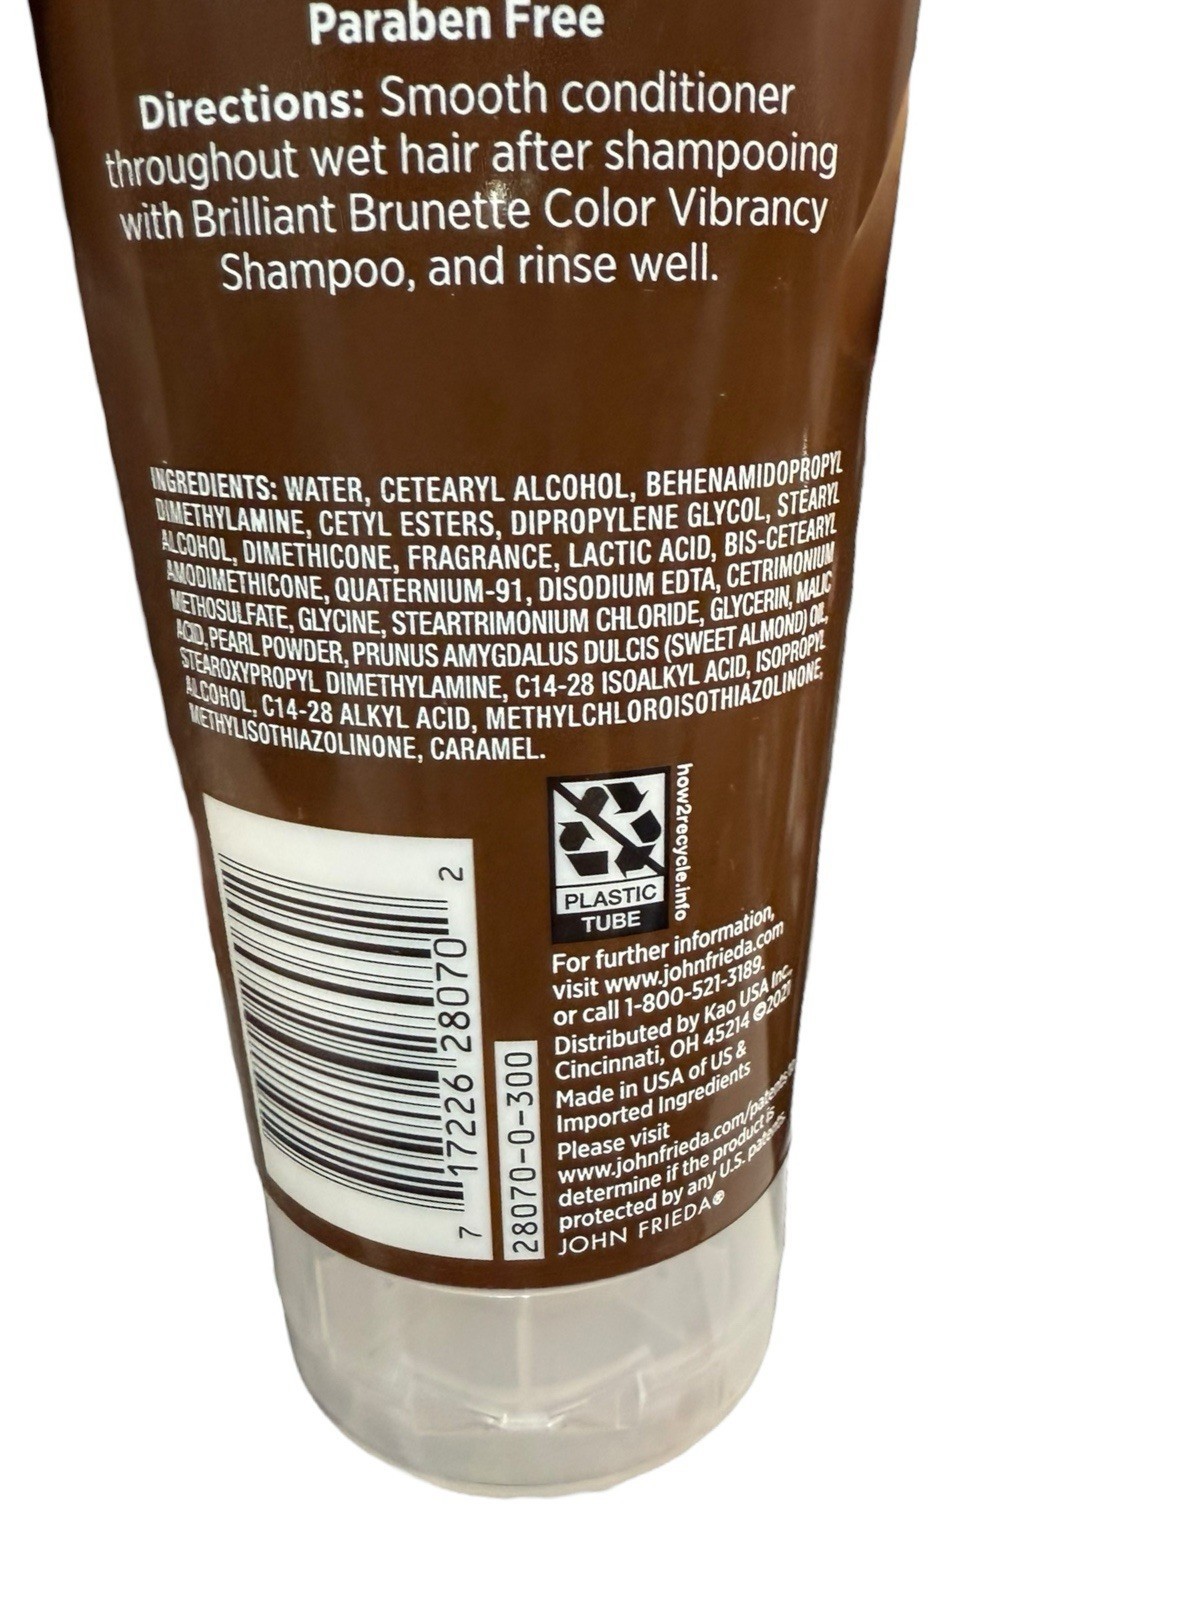 Paraben Free
Directions: Smooth conditioner
throughout wet hair after shampooing
with Brilliant Brunette Color Vibrancy
Shampoo, and rinse well.
INGREDIENTS: WATER, CETEARYL ALCOHOL, BEHENAMIDOPROPYL
DIMETHYLAMINE, CETYL ESTERS, DIPROPYLENE GLYCOL, STEARYL
ALCOHOL, DIMETHICONE, FRAGRANCE, LACTIC ACID, BIS-CETEARYL
AMODIMETHICONE, QUATERNIUM-91, DISODIUM EDTA, CETRIMONIUM
METHOSULFATE, GLYCINE, STEARTRIMONIUM CHLORIDE, GLYCERIN, MALIC
ACID, PEARL POWDER, PRUNUS AMYGDALUS DULCIS (SWEET ALMOND) OIL,
STEAROXYPROPYL DIMETHYLAMINE, C14-28 ISOALKYL ACID, ISOPROPYL
ALCOHOL, C14-28 ALKYL ACID, METHYLCHLOROISOTHIAZOLINONE,
METHYLISOTHIAZOLINONE, CARAMEL.
7 17226 28070 2
28070-0-300
PLASTIC
TUBE
how2recycle.info
For further information,
visit www.johnfrieda.com
or call 1-800-521-3189.
Distributed by Kao USA Inc.,
Cincinnati, OH 45214 ©2021
Made in USA of US &
Imported Ingredients
Please visit
www.johnfrieda.com/patents to
determine if the product is
protected by any U.S. patents.
JOHN FRIEDA®